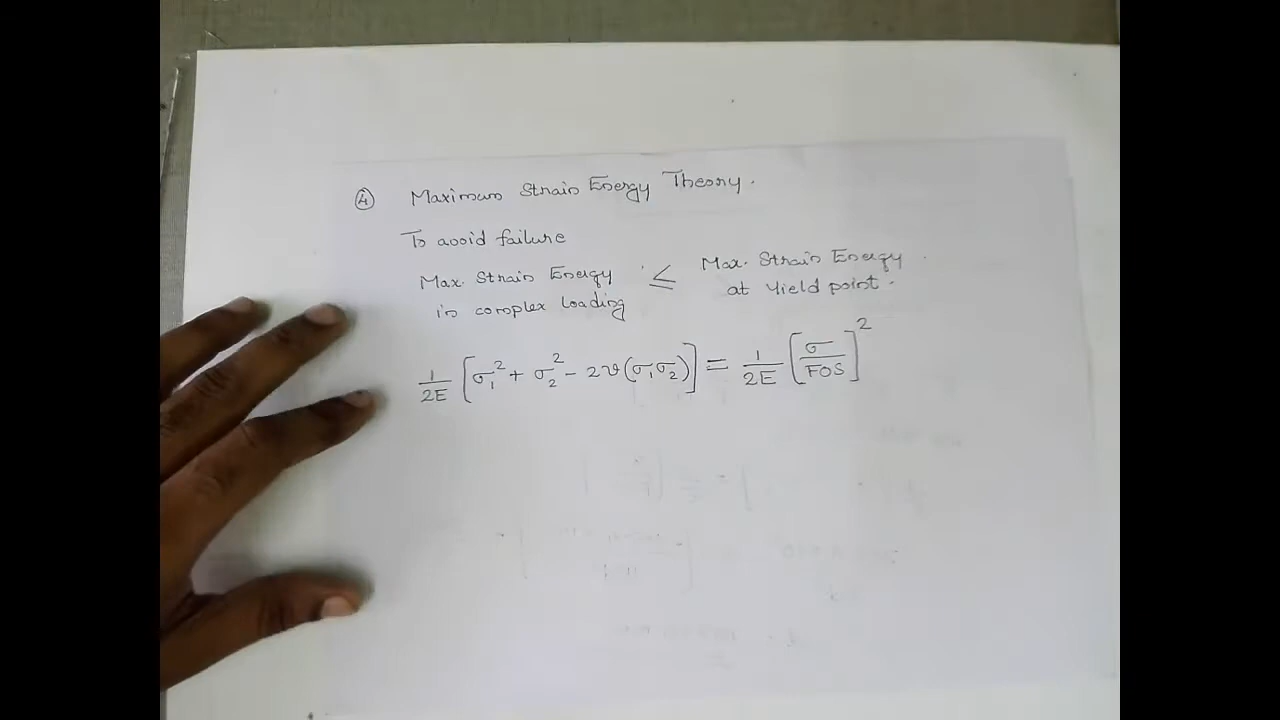 ④ Maximum Strain Energy Theory.
To avoid failure
Max. Strain Energy in complex loading ≤ Max. Strain Energy at yield point.
1/2E [σ₁² + σ₂² - 2ν(σ₁σ₂)] = 1/2E [σ/FOS]²